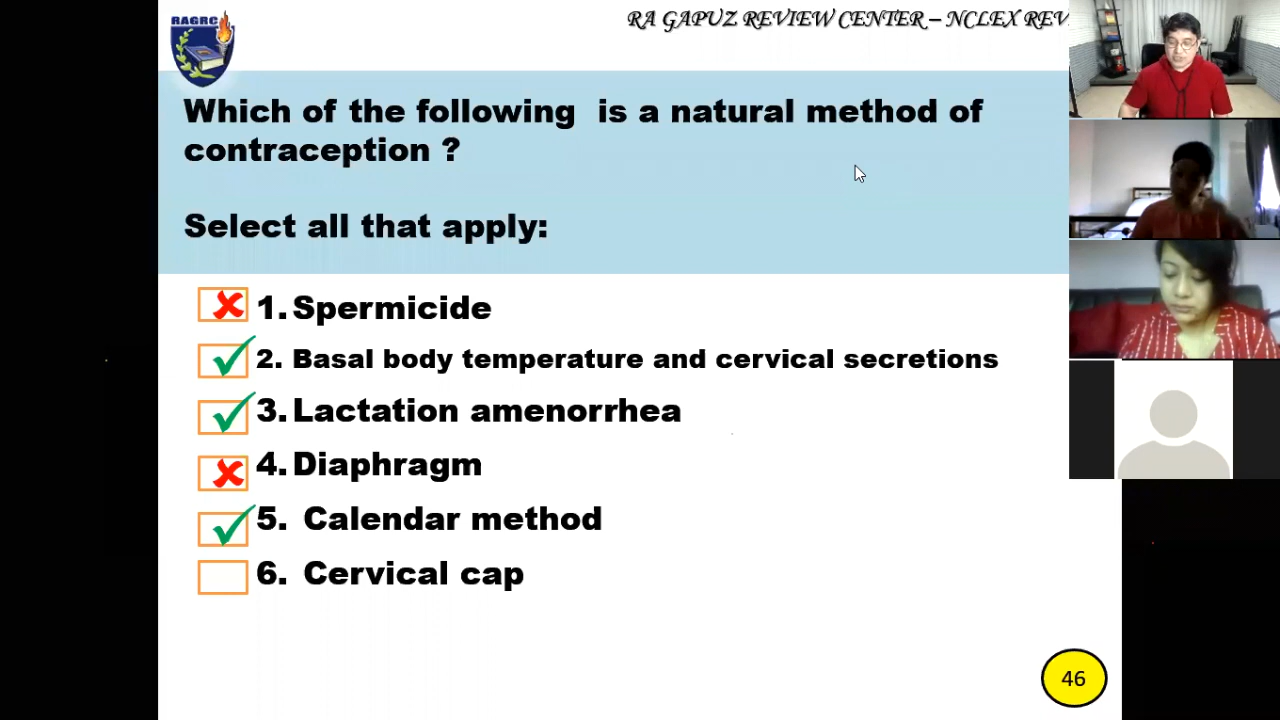 RAGRC
RA GAPUZ REVIEW CENTER – NCLEX REV
Which of the following is a natural method of
contraception ?
Select all that apply:
1. Spermicide
2. Basal body temperature and cervical secretions
3. Lactation amenorrhea
4. Diaphragm
5. Calendar method
6. Cervical cap
46